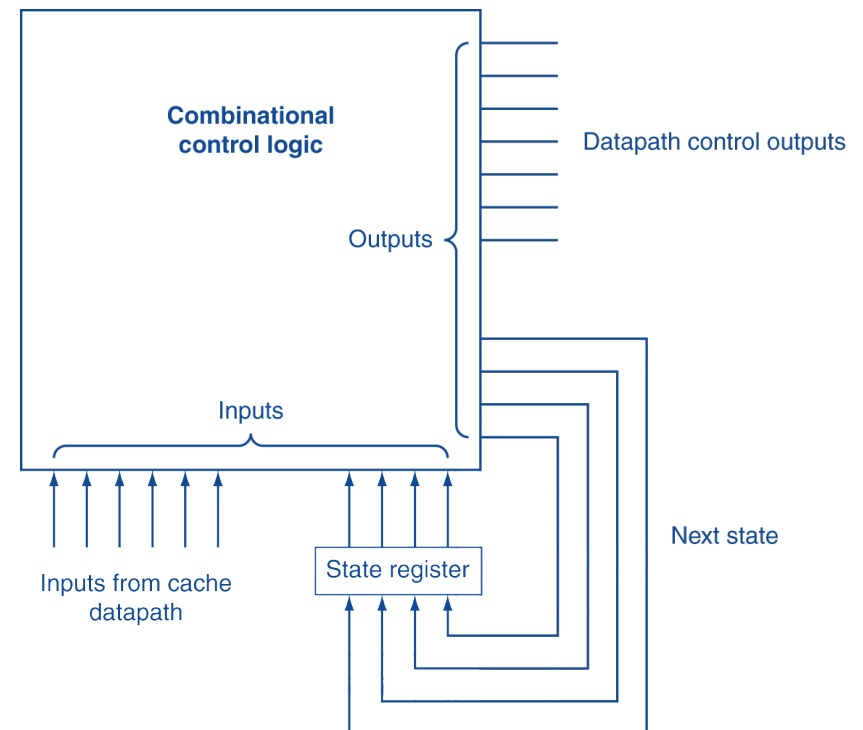 Combinational
control logic
Datapath control outputs
Outputs
Inputs
Next state
State register
Inputs from cache
datapath